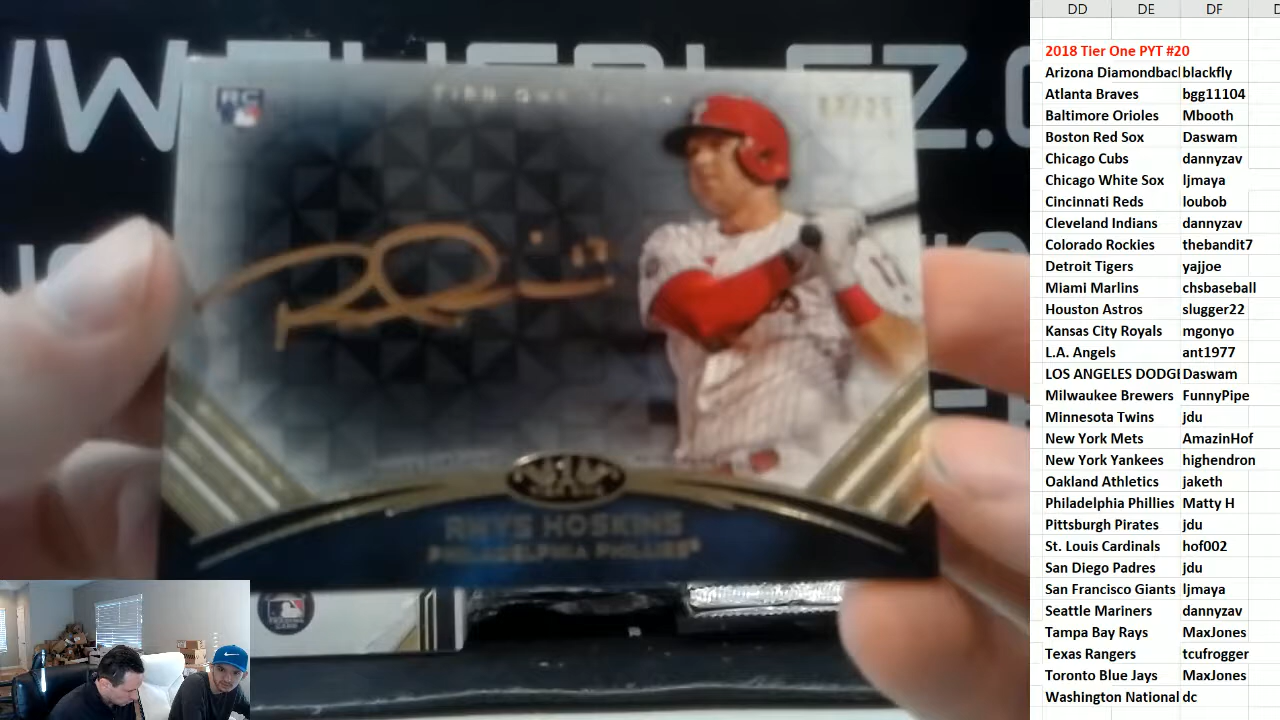 DD DE DF
2018 Tier One PYT #20
Arizona Diamondbacl blackfly
Atlanta Braves bgg11104
Baltimore Orioles Mbooth
Boston Red Sox Daswam
Chicago Cubs dannyzav
Chicago White Sox ljmaya
Cincinnati Reds loubob
Cleveland Indians dannyzav
Colorado Rockies thebandit7
Detroit Tigers yajjoe
Miami Marlins chsbaseball
Houston Astros slugger22
Kansas City Royals mgonyo
L.A. Angels ant1977
LOS ANGELES DODGE Daswam
Milwaukee Brewers FunnyPipe
Minnesota Twins jdu
New York Mets AmazinHof
New York Yankees highendron
Oakland Athletics jaketh
Philadelphia Phillies Matty H
Pittsburgh Pirates jdu
St. Louis Cardinals hof002
San Diego Padres jdu
San Francisco Giants ljmaya
Seattle Mariners dannyzav
Tampa Bay Rays MaxJones
Texas Rangers tcufrogger
Toronto Blue Jays MaxJones
Washington National dc
RC
TIER ONE
17
RHYS HOSKINS
PHILADELPHIA PHILLIES®